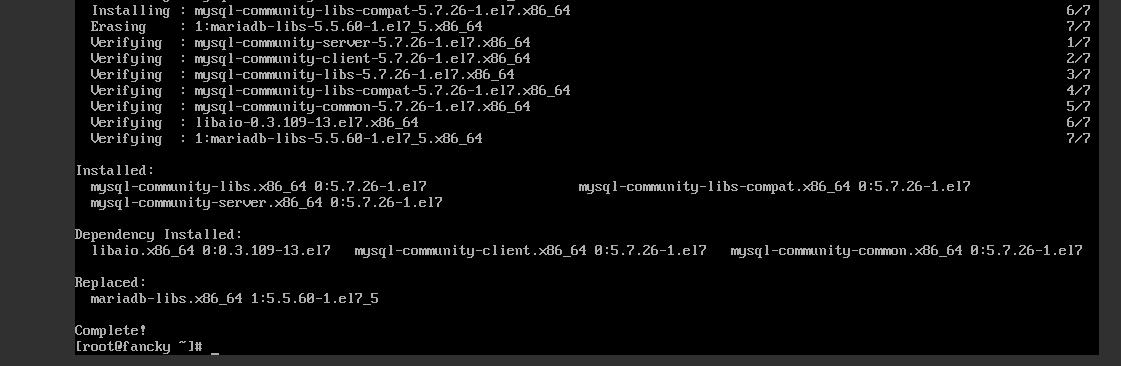 Installing : mysql-community-libs-compat-5.7.26-1.el7.x86_64 6/7
Erasing : 1:mariadb-libs-5.5.60-1.el7_5.x86_64 7/7
Verifying : mysql-community-server-5.7.26-1.el7.x86_64 1/7
Verifying : mysql-community-client-5.7.26-1.el7.x86_64 2/7
Verifying : mysql-community-libs-5.7.26-1.el7.x86_64 3/7
Verifying : mysql-community-libs-compat-5.7.26-1.el7.x86_64 4/7
Verifying : mysql-community-common-5.7.26-1.el7.x86_64 5/7
Verifying : libaio-0.3.109-13.el7.x86_64 6/7
Verifying : 1:mariadb-libs-5.5.60-1.el7_5.x86_64 7/7
Installed:
mysql-community-libs.x86_64 0:5.7.26-1.el7 mysql-community-libs-compat.x86_64 0:5.7.26-1.el7
mysql-community-server.x86_64 0:5.7.26-1.el7
Dependency Installed:
libaio.x86_64 0:0.3.109-13.el7 mysql-community-client.x86_64 0:5.7.26-1.el7 mysql-community-common.x86_64 0:5.7.26-1.el7
Replaced:
mariadb-libs.x86_64 1:5.5.60-1.el7_5
Complete!
[root@fancky ~]# _